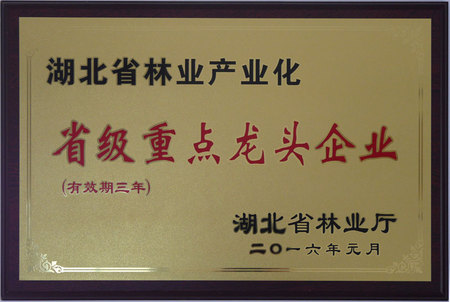 湖北省林业产业化
省级重点龙头企业
(有效期三年)
湖北省林业厅
二〇一六年元月